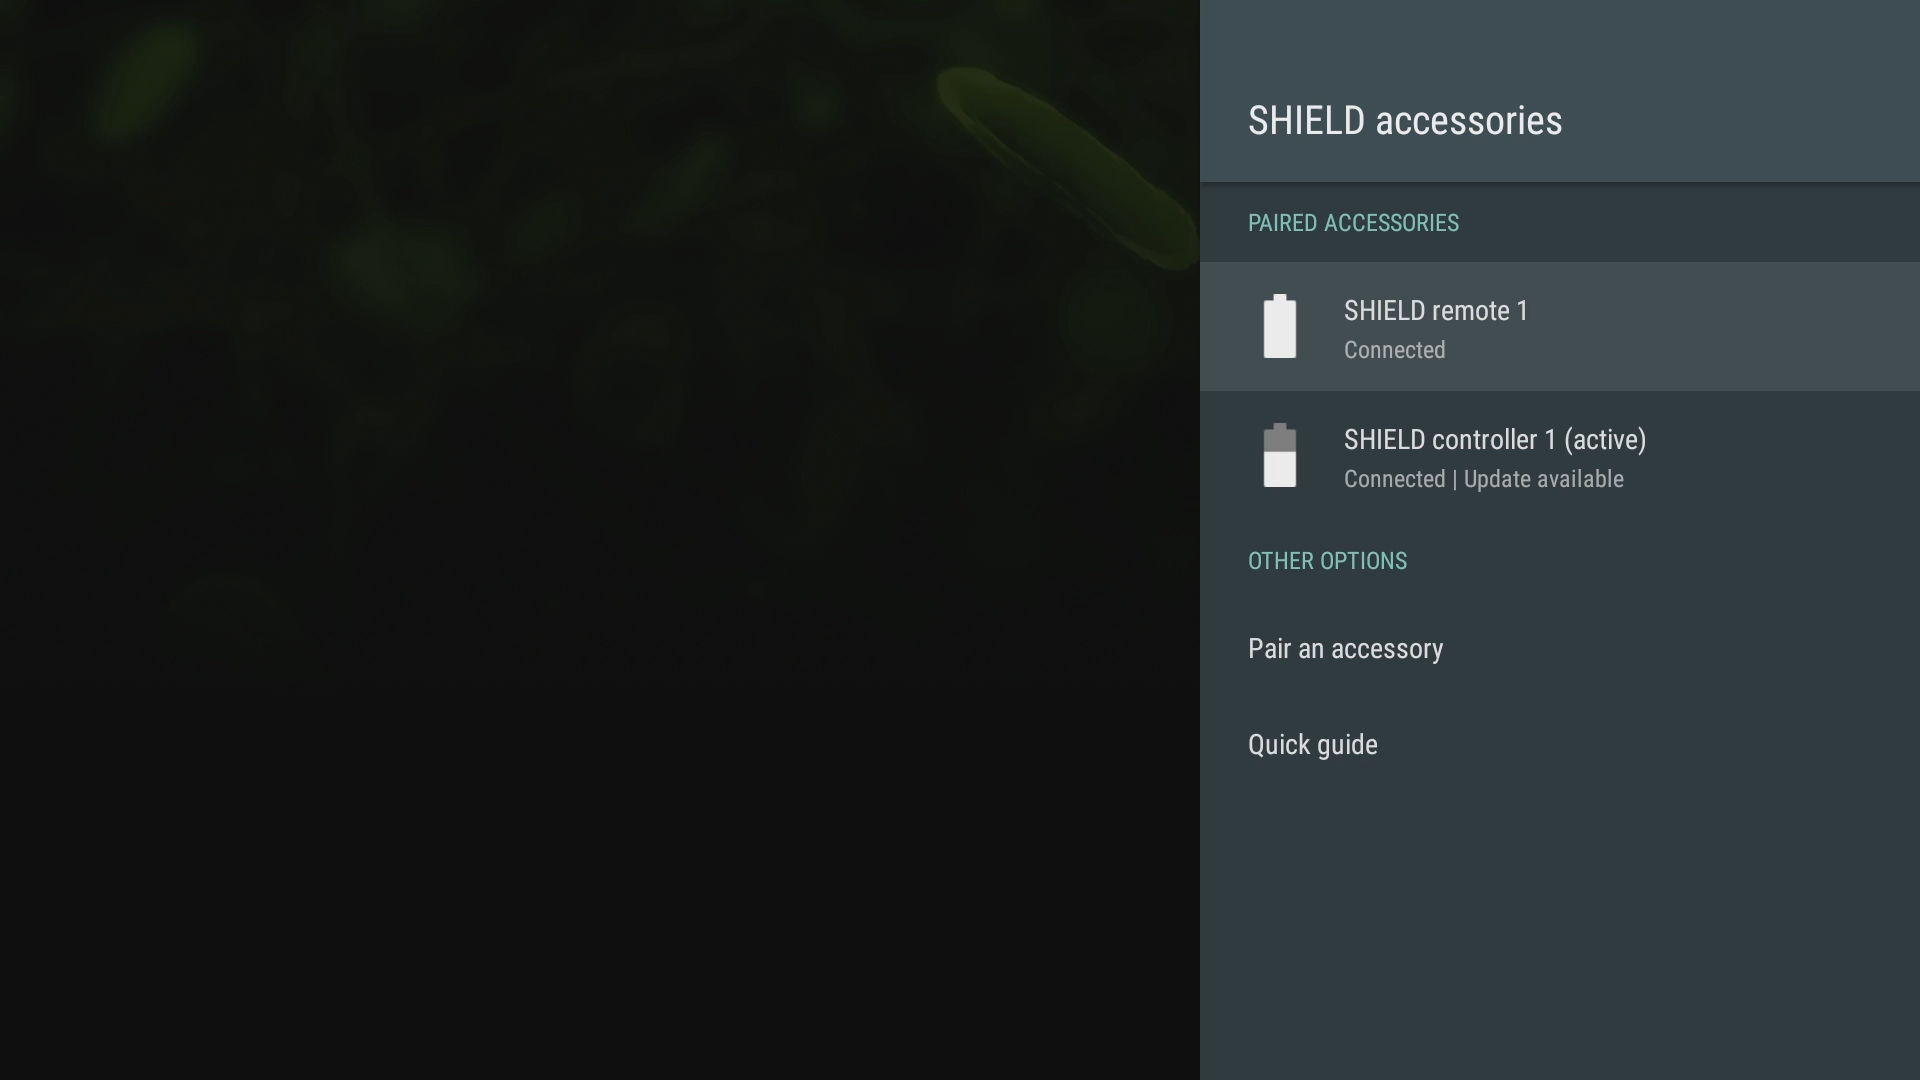 SHIELD accessories
PAIRED ACCESSORIES
SHIELD remote 1
Connected
SHIELD controller 1 (active)
Connected | Update available
OTHER OPTIONS
Pair an accessory
Quick guide